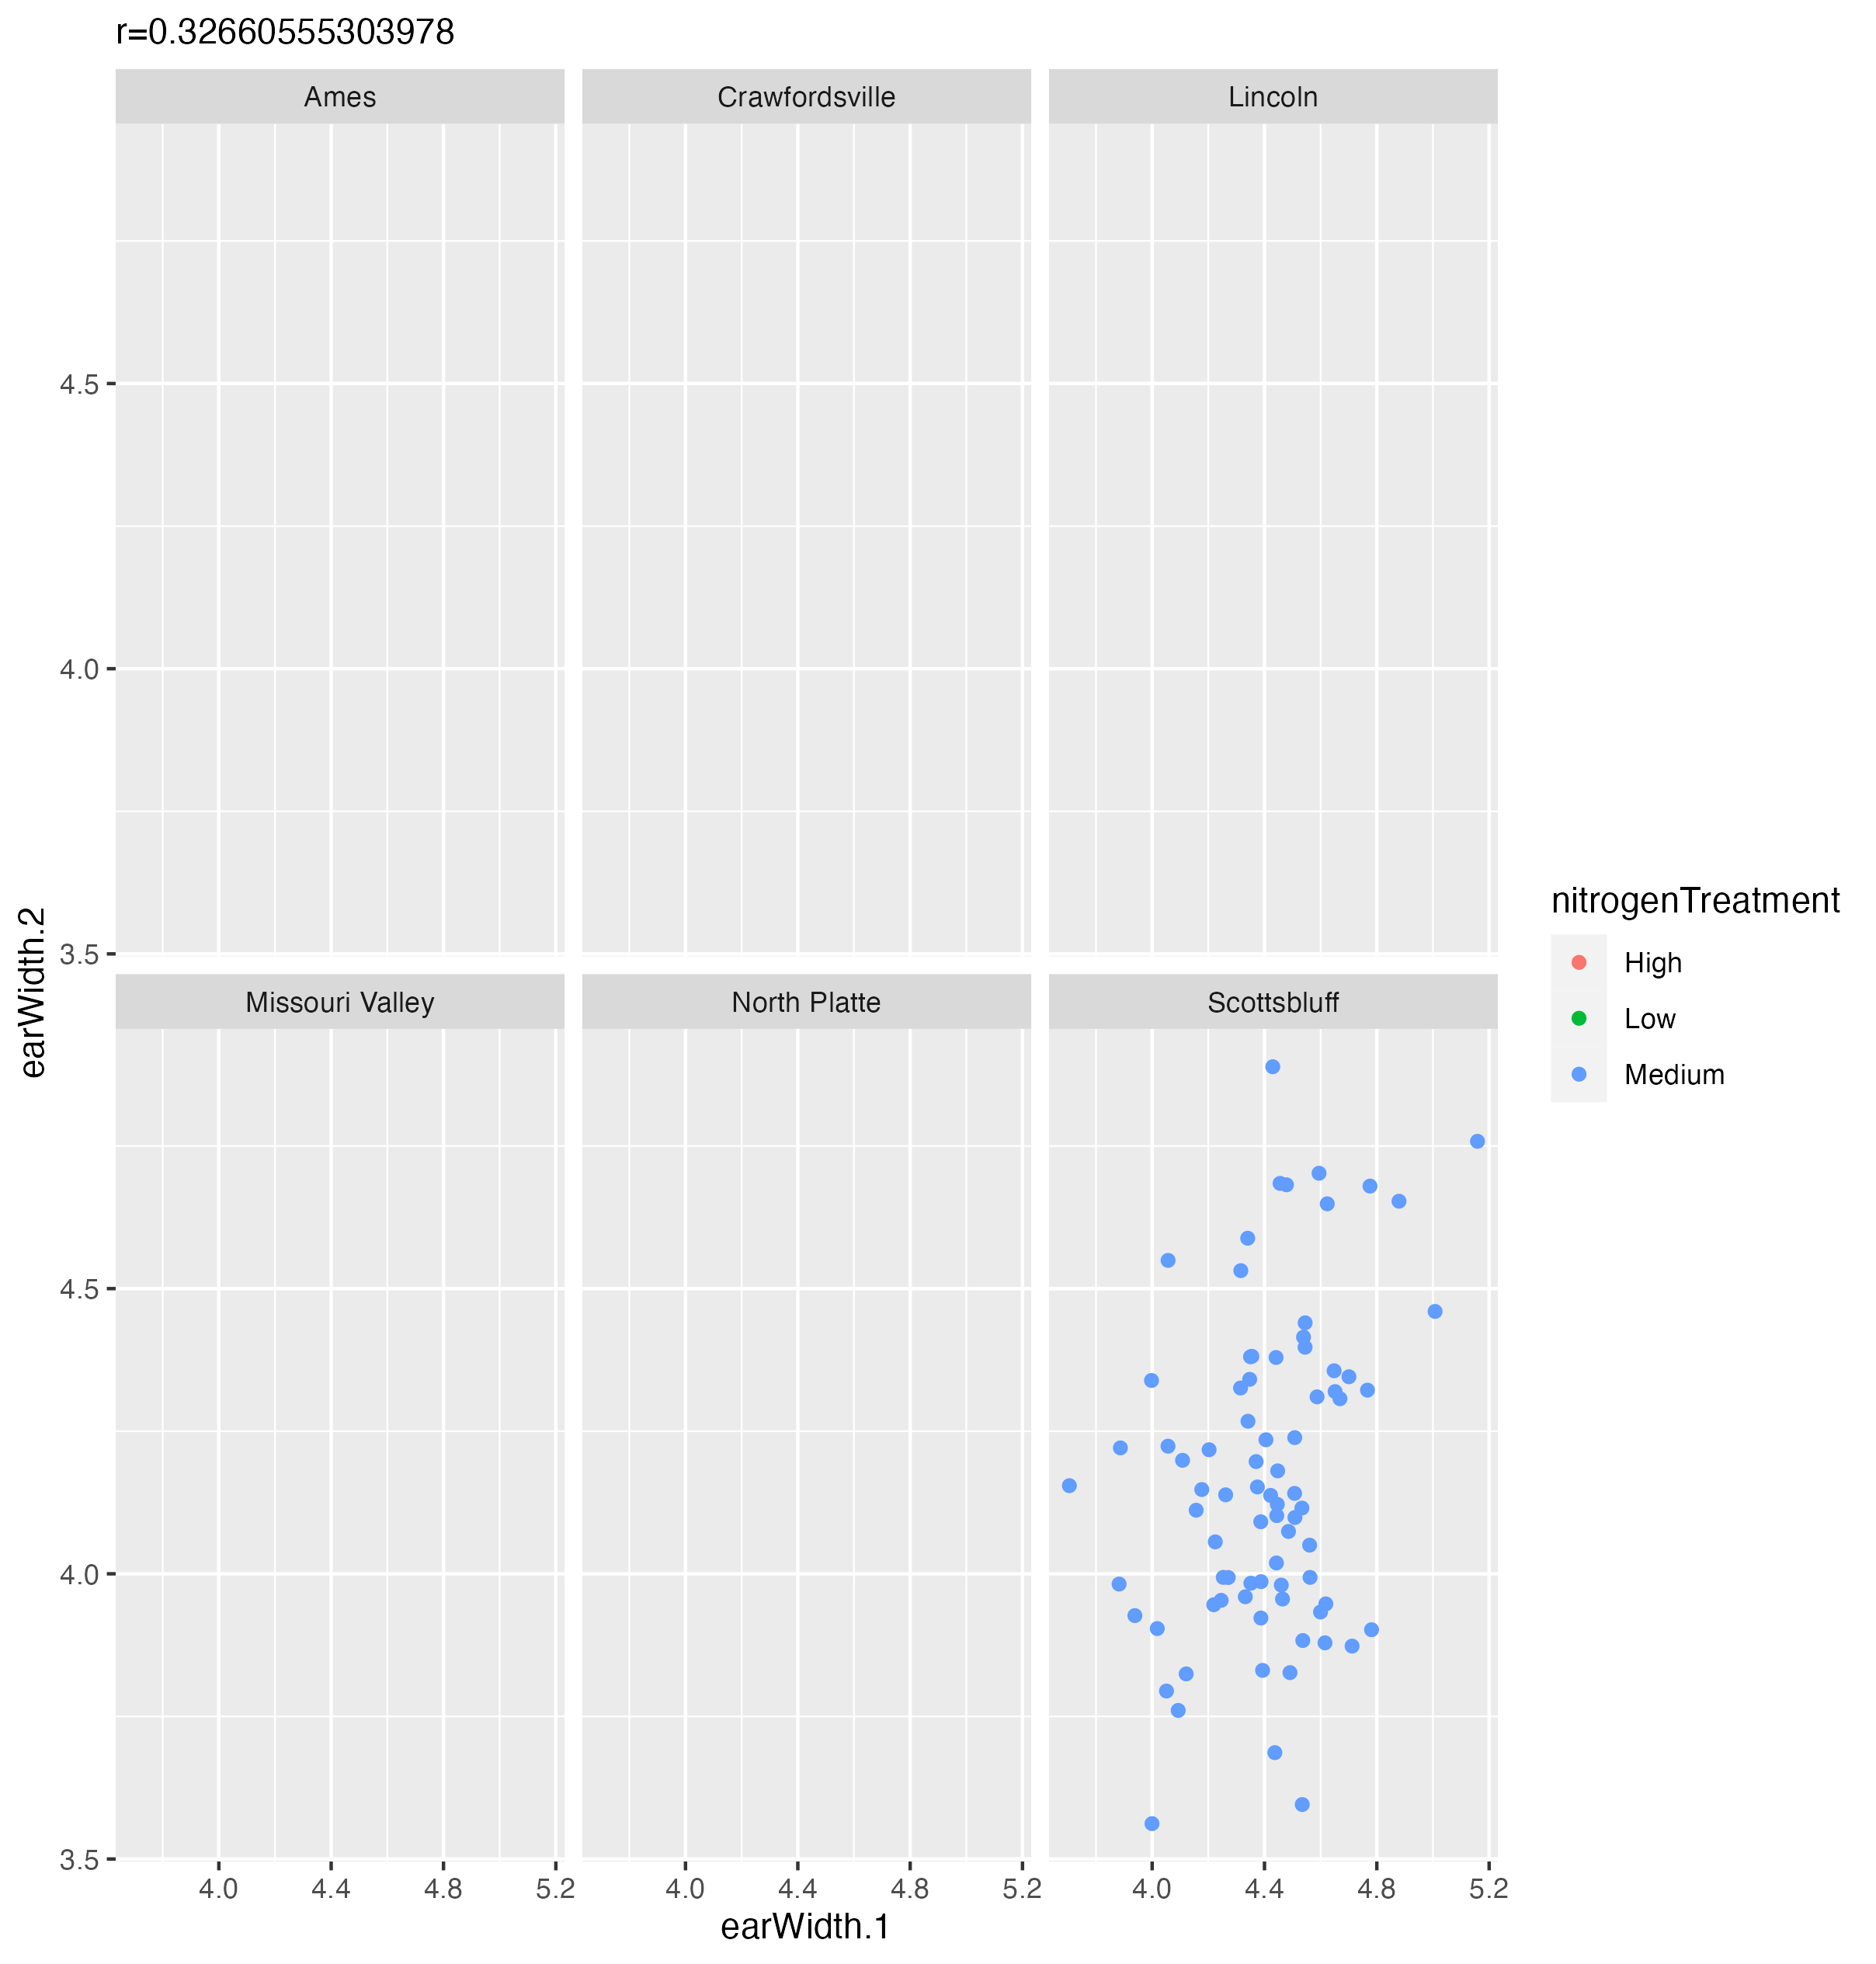 r=0.32660555303978
Ames Crawfordsville Lincoln
4.5
4.0
3.5
earWidth.2
Missouri Valley North Platte Scottsbluff
4.5
4.0
3.5
4.0 4.4 4.8 5.2 4.0 4.4 4.8 5.2 4.0 4.4 4.8 5.2
earWidth.1
nitrogenTreatment
High
Low
Medium